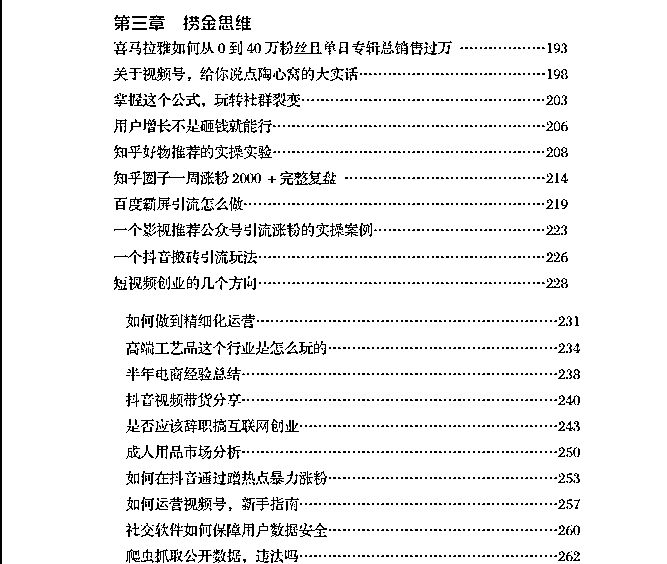 第三章 捞金思维
喜马拉雅如何从0到40万粉丝且单日专辑总销售过万 ……………193
关于视频号，给你说点陶心窝的大实话……………………………198
掌握这个公式，玩转社群裂变………………………………………203
用户增长不是砸钱就能行……………………………………………206
知乎好物推荐的实操实验……………………………………………208
知乎圈子一周涨粉2000 +完整复盘 …………………………………214
百度霸屏引流怎么做…………………………………………………219
一个影视推荐公众号引流涨粉的实操案例…………………………223
一个抖音搬砖引流玩法………………………………………………226
短视频创业的几个方向………………………………………………228
如何做到精细化运营…………………………………………………231
高端工艺品这个行业是怎么玩的……………………………………234
半年电商经验总结……………………………………………………238
抖音视频带货分享……………………………………………………240
是否应该辞职搞互联网创业…………………………………………243
成人用品市场分析……………………………………………………250
如何在抖音通过蹭热点暴力涨粉……………………………………253
如何运营视频号，新手指南…………………………………………257
社交软件如何保障用户数据安全……………………………………260
爬虫抓取公开数据，违法吗…………………………………………262